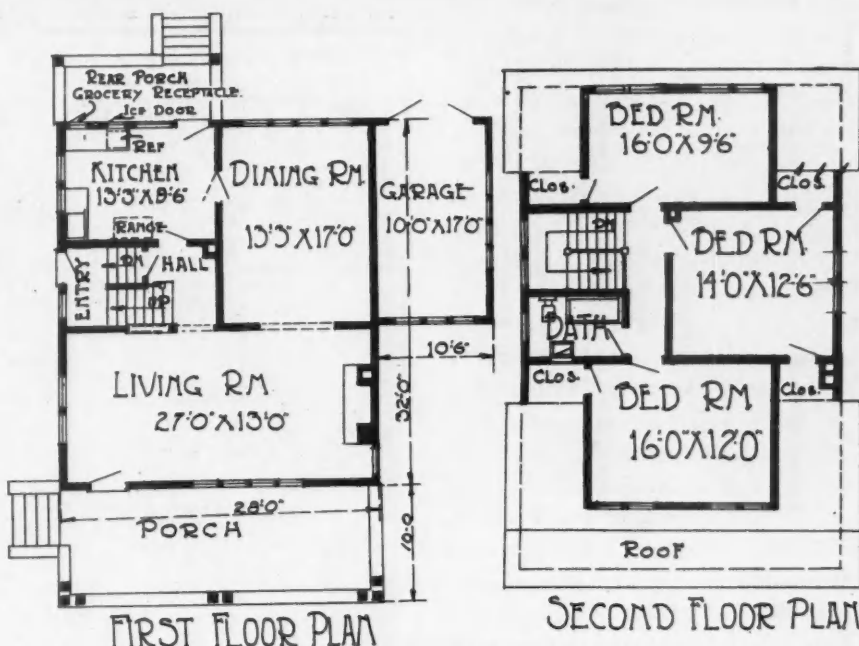 REAR PORCH
GROCERY RECEPTACLE.
ICE DOOR
REF
KITCHEN
13'3"X8'6"
RANGE
DINING RM.
13'3"X17'0"
GARAGE
10'0"X17'0"
ENTRY
DN
HALL
UP
LIVING RM
27'0"X13'0"
10'6"
32'0"
28'0"
PORCH
10'0
FIRST FLOOR PLAN
BED RM.
16'0"X9'6"
CLOS.
CLOS.
DN
BED RM.
14'0"X12'6"
BATH
CLOS.
CLOS.
BED RM
16'0"X12'0"
ROOF
SECOND FLOOR PLAN